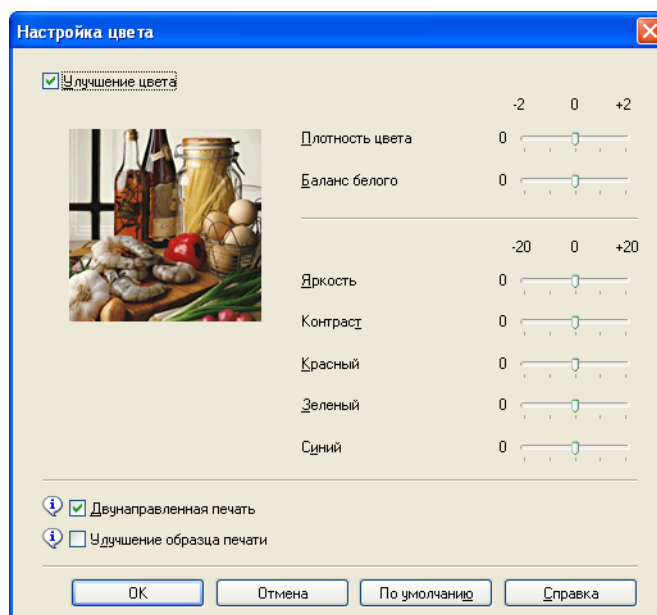 Настройка цвета
Улучшение цвета
-2 0 +2
Плотность цвета 0
Баланс белого 0
-20 0 +20
Яркость 0
Контраст 0
Красный 0
Зеленый 0
Синий 0
Двунаправленная печать
Улучшение образца печати
OK Отмена По умолчанию Справка